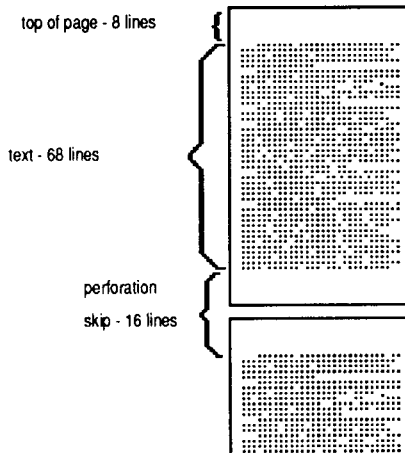 top of page - 8 lines
text - 68 lines
perforation
skip - 16 lines